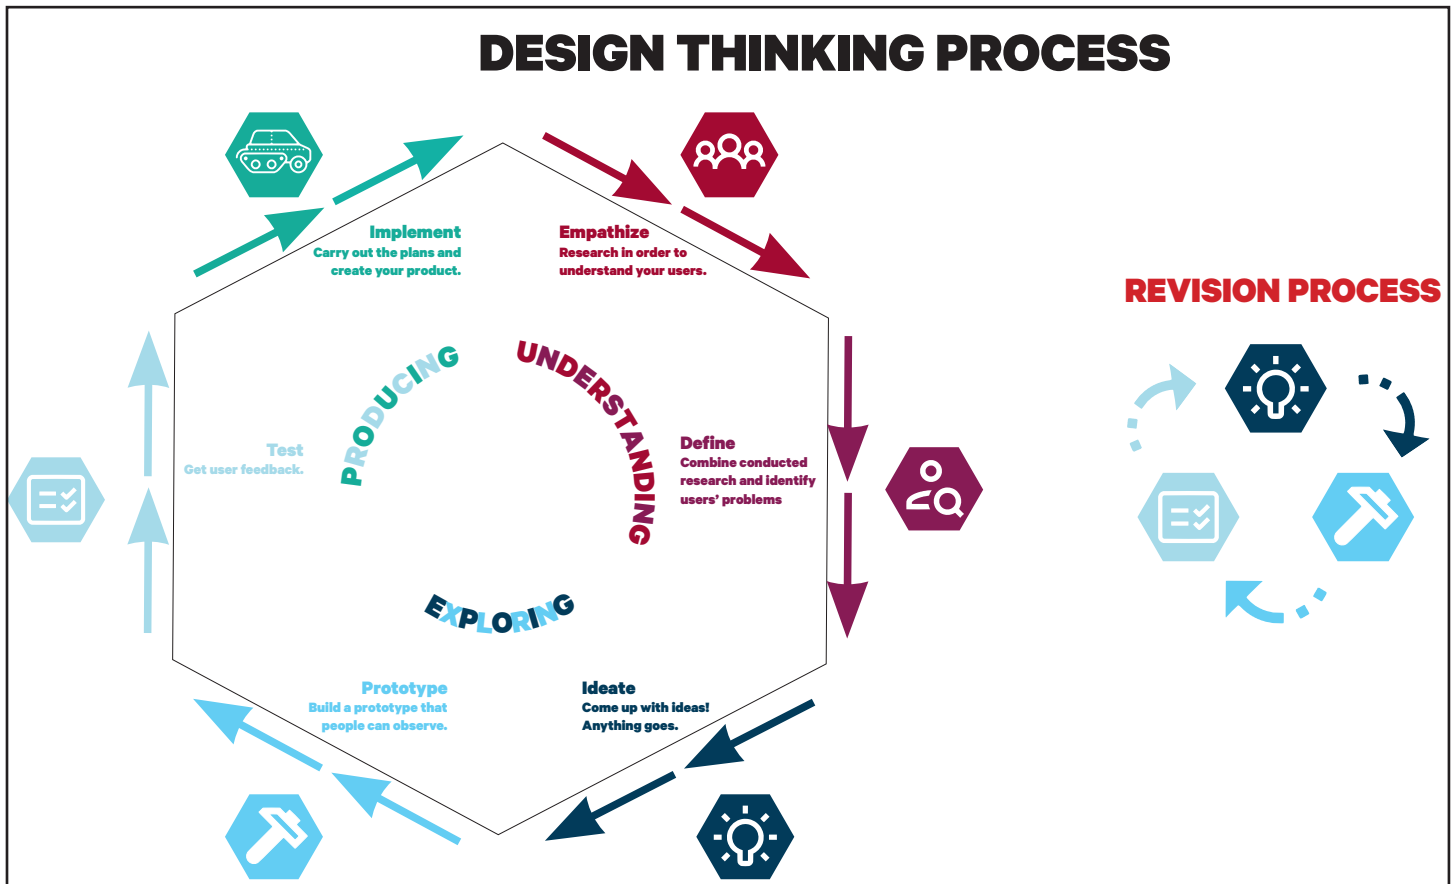 DESIGN THINKING PROCESS
Implement
Carry out the plans and
create your product.
Empathize
Research in order to
understand your users.
REVISION PROCESS
PRODUCING
UNDERSTANDING
Test
Get user feedback.
Define
Combine conducted
research and identify
users’ problems
EXPLORING
Prototype
Build a prototype that
people can observe.
Ideate
Come up with ideas!
Anything goes.